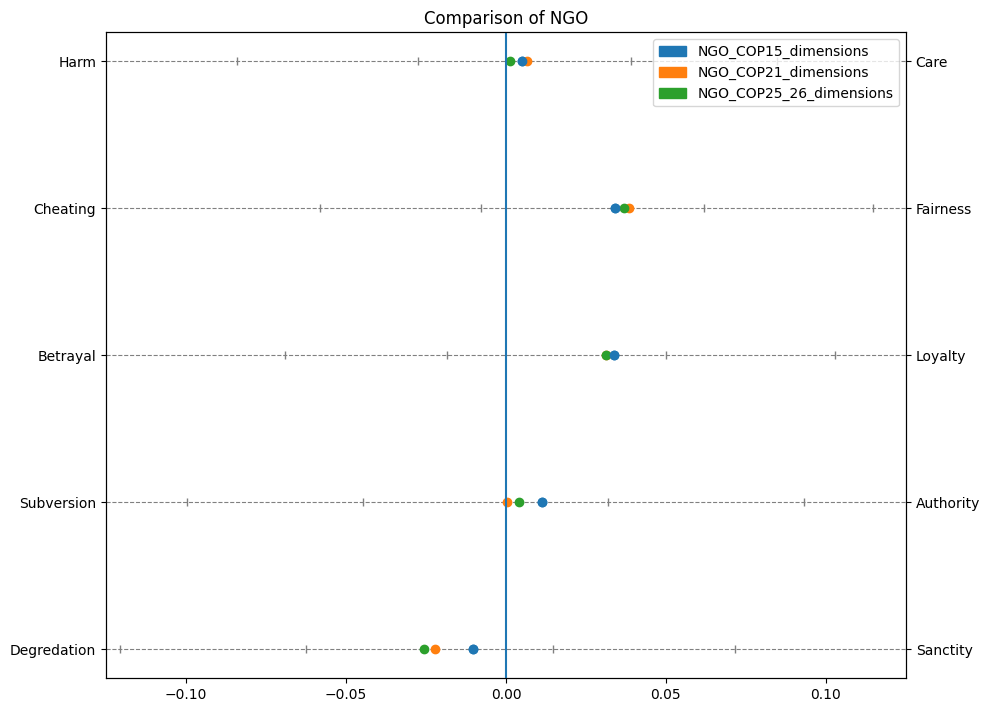 Comparison of NGO
NGO_COP15_dimensions
NGO_COP21_dimensions
NGO_COP25_26_dimensions
Harm
Care
Cheating
Fairness
Betrayal
Loyalty
Subversion
Authority
Degredation
Sanctity
−0.10
−0.05
0.00
0.05
0.10